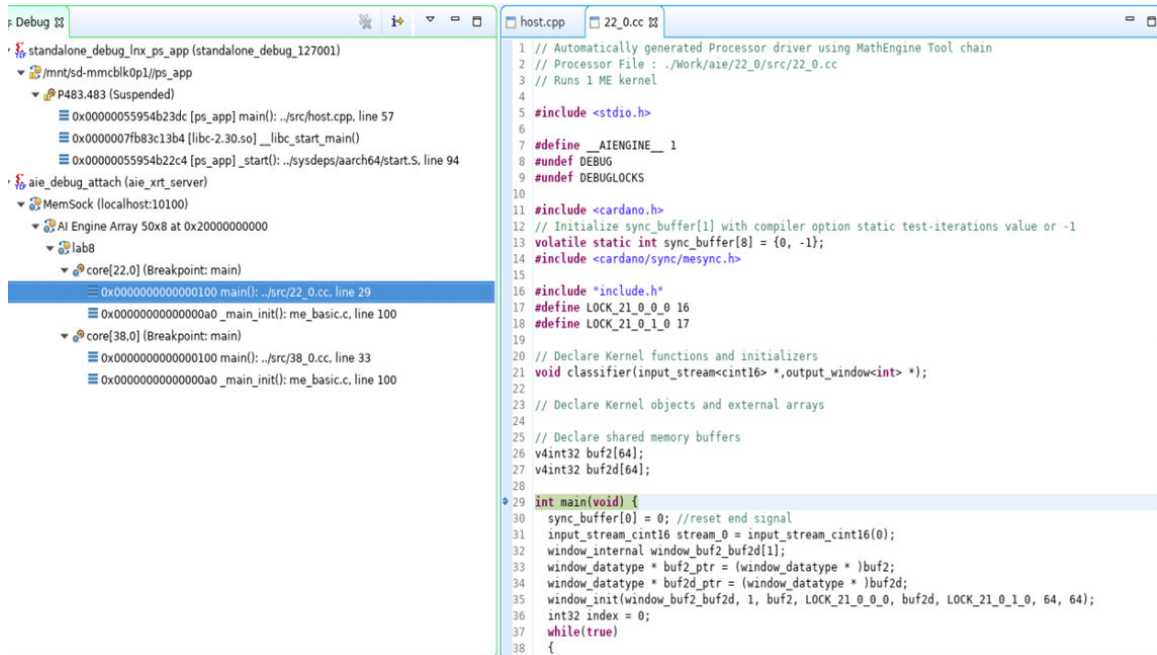 Debug
standalone_debug_lnx_ps_app (standalone_debug_127001)
/mnt/sd-mmcblk0p1//ps_app
P483.483 (Suspended)
0x00000055954b23dc [ps_app] main(): ../src/host.cpp, line 57
0x0000007fb83c13b4 [libc-2.30.so] __libc_start_main()
0x00000055954b22c4 [ps_app] _start(): ../sysdeps/aarch64/start.S, line 94
aie_debug_attach (aie_xrt_server)
MemSock (localhost:10100)
AI Engine Array 50x8 at 0x20000000000
lab8
core[22,0] (Breakpoint: main)
0x0000000000000100 main(): ../src/22_0.cc, line 29
0x00000000000000a0 _main_init(): me_basic.c, line 100
core[38,0] (Breakpoint: main)
0x0000000000000100 main(): ../src/38_0.cc, line 33
0x00000000000000a0 _main_init(): me_basic.c, line 100
host.cpp 22_0.cc
1 // Automatically generated Processor driver using MathEngine Tool chain
2 // Processor File : ./Work/aie/22_0/src/22_0.cc
3 // Runs 1 ME kernel
4
5 #include <stdio.h>
6
7 #define __AIENGINE__ 1
8 #undef DEBUG
9 #undef DEBUGLOCKS
10
11 #include <cardano.h>
12 // Initialize sync_buffer[1] with compiler option static test-iterations value or -1
13 volatile static int sync_buffer[8] = {0, -1};
14 #include <cardano/sync/mesync.h>
15
16 #include "include.h"
17 #define LOCK_21_0_0_0 16
18 #define LOCK_21_0_1_0 17
19
20 // Declare Kernel functions and initializers
21 void classifier(input_stream<cint16> *,output_window<int> *);
22
23 // Declare Kernel objects and external arrays
24
25 // Declare shared memory buffers
26 v4int32 buf2[64];
27 v4int32 buf2d[64];
28
29 int main(void) {
30 sync_buffer[0] = 0; //reset end signal
31 input_stream_cint16 stream_0 = input_stream_cint16(0);
32 window_internal window_buf2_buf2d[1];
33 window_datatype * buf2_ptr = (window_datatype * )buf2;
34 window_datatype * buf2d_ptr = (window_datatype * )buf2d;
35 window_init(window_buf2_buf2d, 1, buf2, LOCK_21_0_0_0, buf2d, LOCK_21_0_1_0, 64, 64);
36 int32 index = 0;
37 while(true)
38 {